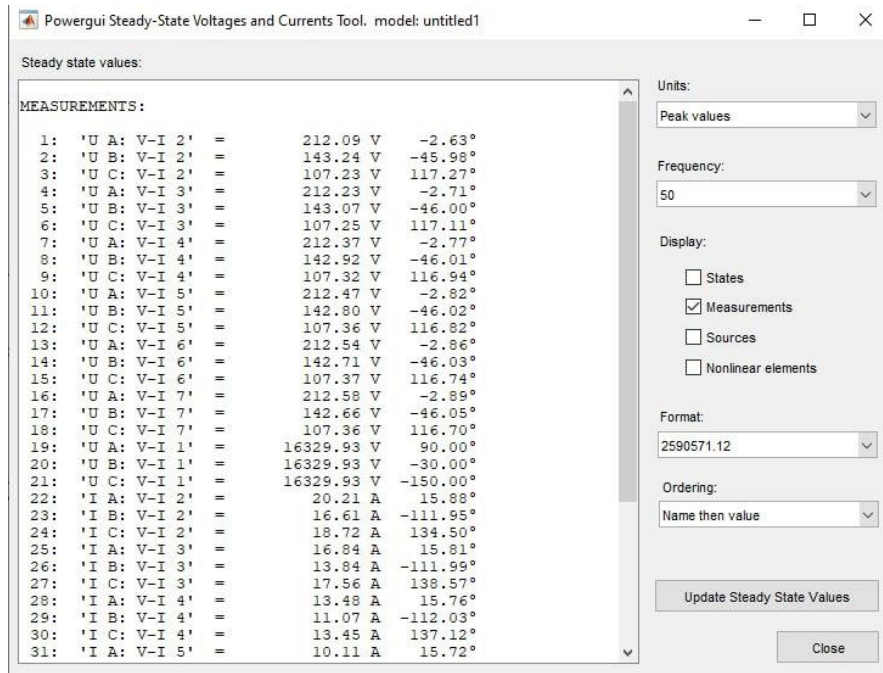 Powergui Steady-State Voltages and Currents Tool. model: untitled1
Steady state values:
MEASUREMENTS:
1: 'U A: V-I 2' = 212.09 V -2.63°
2: 'U B: V-I 2' = 143.24 V -45.98°
3: 'U C: V-I 2' = 107.23 V 117.27°
4: 'U A: V-I 3' = 212.23 V -2.71°
5: 'U B: V-I 3' = 143.07 V -46.00°
6: 'U C: V-I 3' = 107.25 V 117.11°
7: 'U A: V-I 4' = 212.37 V -2.77°
8: 'U B: V-I 4' = 142.92 V -46.01°
9: 'U C: V-I 4' = 107.32 V 116.94°
10: 'U A: V-I 5' = 212.47 V -2.82°
11: 'U B: V-I 5' = 142.80 V -46.02°
12: 'U C: V-I 5' = 107.36 V 116.82°
13: 'U A: V-I 6' = 212.54 V -2.86°
14: 'U B: V-I 6' = 142.71 V -46.03°
15: 'U C: V-I 6' = 107.37 V 116.74°
16: 'U A: V-I 7' = 212.58 V -2.89°
17: 'U B: V-I 7' = 142.66 V -46.05°
18: 'U C: V-I 7' = 107.36 V 116.70°
19: 'U A: V-I 1' = 16329.93 V 90.00°
20: 'U B: V-I 1' = 16329.93 V -30.00°
21: 'U C: V-I 1' = 16329.93 V -150.00°
22: 'I A: V-I 2' = 20.21 A 15.88°
23: 'I B: V-I 2' = 16.61 A -111.95°
24: 'I C: V-I 2' = 18.72 A 134.50°
25: 'I A: V-I 3' = 16.84 A 15.81°
26: 'I B: V-I 3' = 13.84 A -111.99°
27: 'I C: V-I 3' = 17.56 A 138.57°
28: 'I A: V-I 4' = 13.48 A 15.76°
29: 'I B: V-I 4' = 11.07 A -112.03°
30: 'I C: V-I 4' = 13.45 A 137.12°
31: 'I A: V-I 5' = 10.11 A 15.72°
Units:
Peak values
Frequency:
50
Display:
States
Measurements
Sources
Nonlinear elements
Format:
2590571.12
Ordering:
Name then value
Update Steady State Values
Close